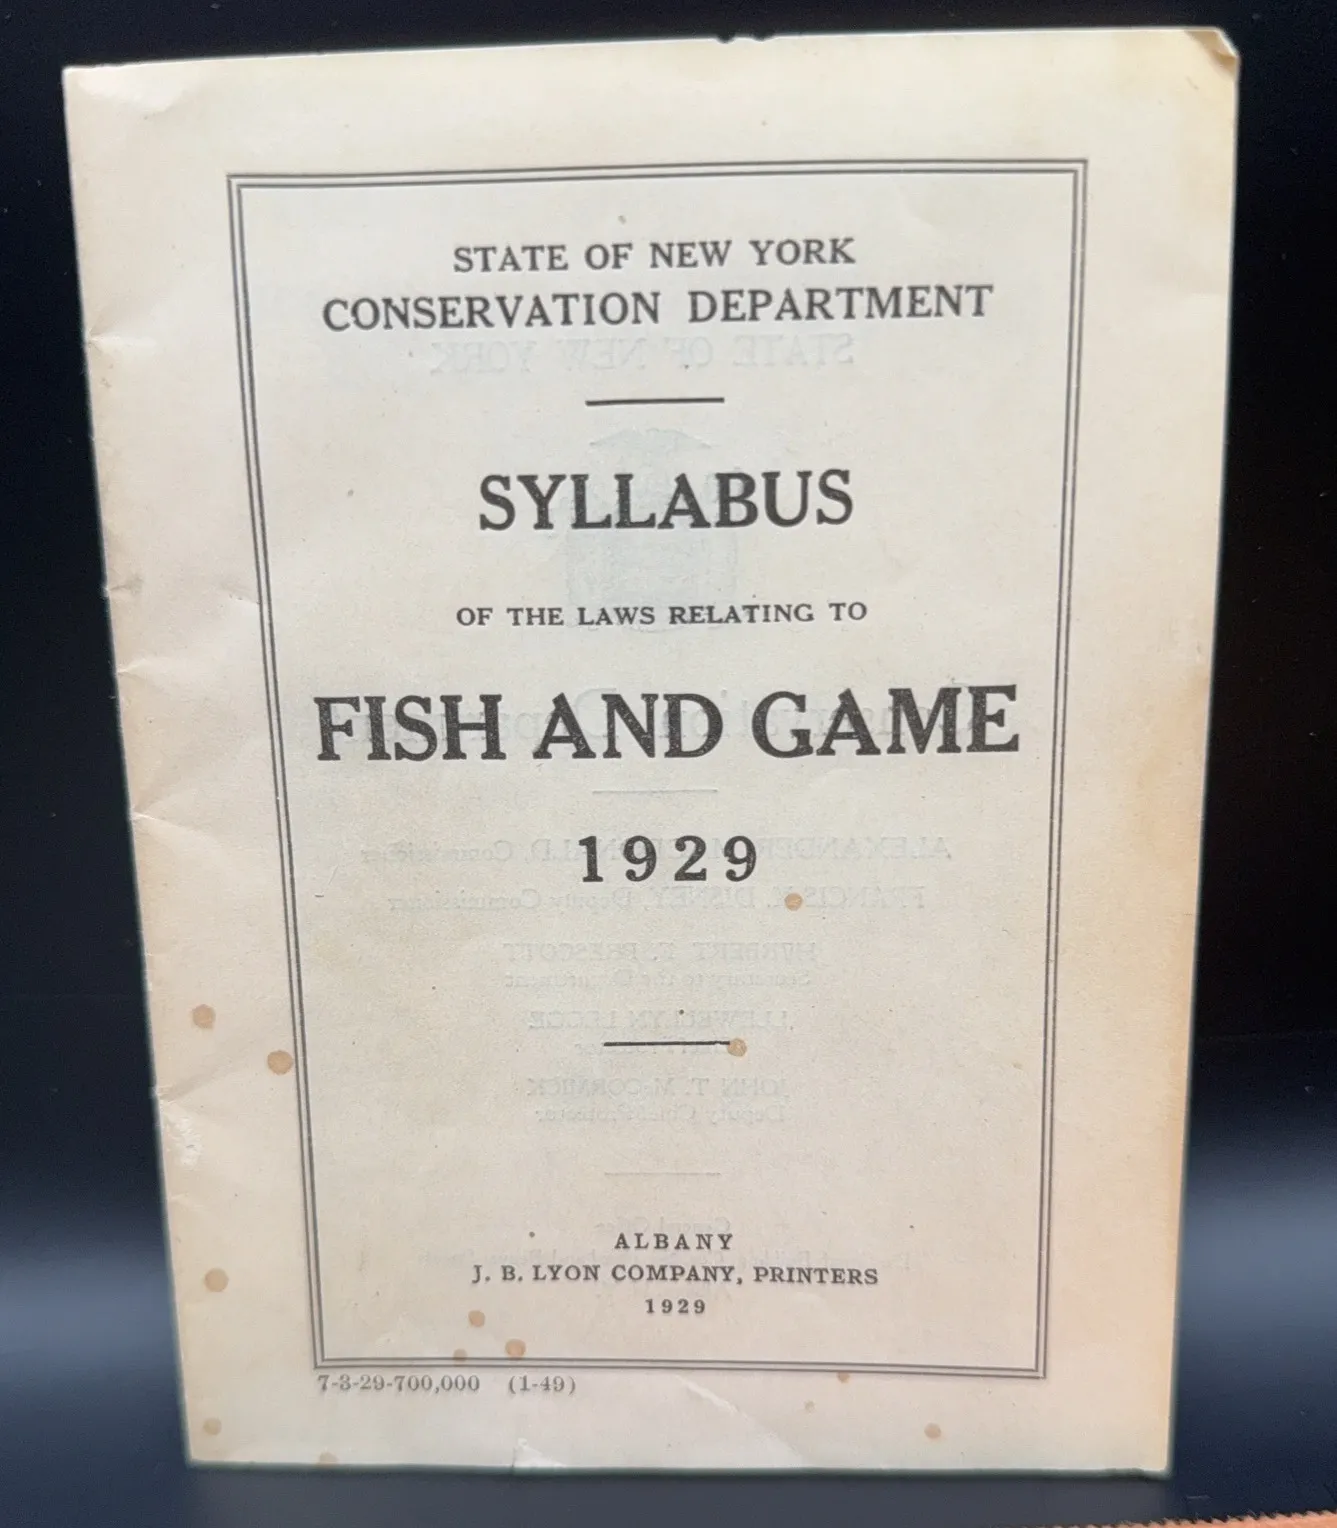 STATE OF NEW YORK
CONSERVATION DEPARTMENT
SYLLABUS
OF THE LAWS RELATING TO
FISH AND GAME
1929
ALBANY
J. B. LYON COMPANY, PRINTERS
1929
7-3-29-700,000 (1-49)